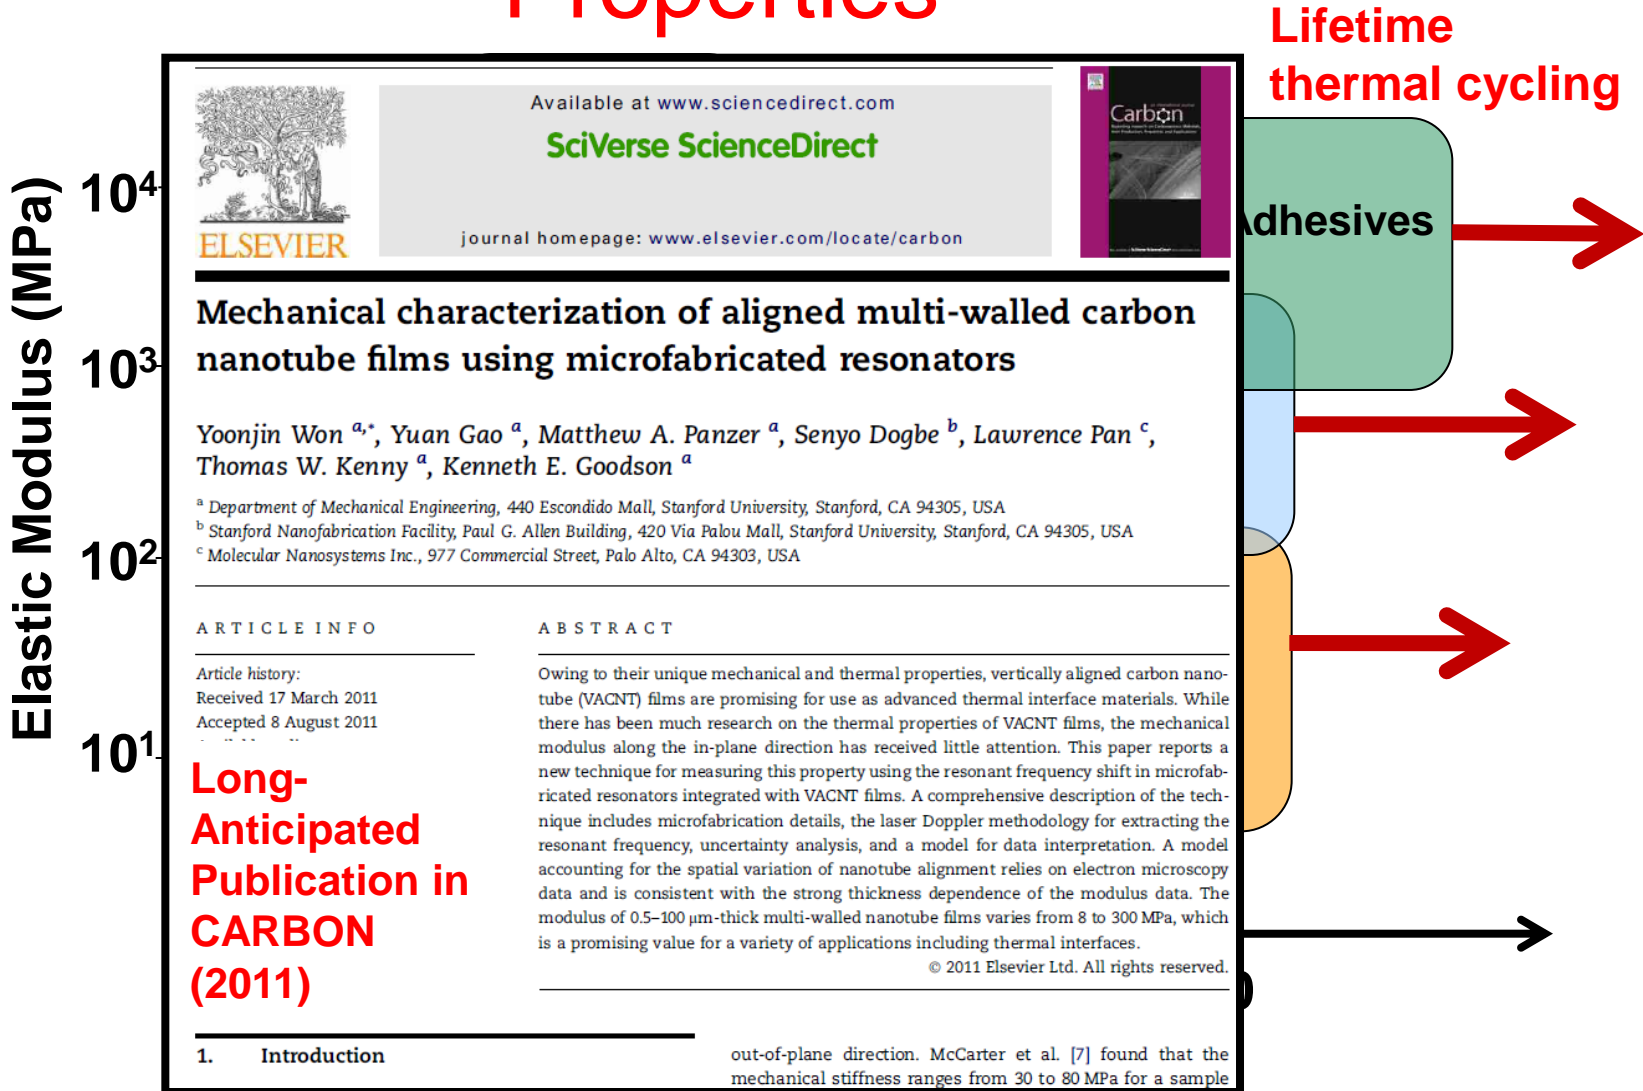 Properties
Lifetime
thermal cycling
Elastic Modulus (MPa)
10⁴
10³
10²
10¹
Adhesives
Available at www.sciencedirect.com
SciVerse ScienceDirect
journal homepage: www.elsevier.com/locate/carbon
ELSEVIER
Carbon
Mechanical characterization of aligned multi-walled carbon
nanotube films using microfabricated resonators
Yoonjin Won a,*, Yuan Gao a, Matthew A. Panzer a, Senyo Dogbe b, Lawrence Pan c,
Thomas W. Kenny a, Kenneth E. Goodson a
a Department of Mechanical Engineering, 440 Escondido Mall, Stanford University, Stanford, CA 94305, USA
b Stanford Nanofabrication Facility, Paul G. Allen Building, 420 Via Palou Mall, Stanford University, Stanford, CA 94305, USA
c Molecular Nanosystems Inc., 977 Commercial Street, Palo Alto, CA 94303, USA
ARTICLE INFO
Article history:
Received 17 March 2011
Accepted 8 August 2011
Long-
Anticipated
Publication in
CARBON
(2011)
ABSTRACT
Owing to their unique mechanical and thermal properties, vertically aligned carbon nano-
tube (VACNT) films are promising for use as advanced thermal interface materials. While
there has been much research on the thermal properties of VACNT films, the mechanical
modulus along the in-plane direction has received little attention. This paper reports a
new technique for measuring this property using the resonant frequency shift in microfab-
ricated resonators integrated with VACNT films. A comprehensive description of the tech-
nique includes microfabrication details, the laser Doppler methodology for extracting the
resonant frequency, uncertainty analysis, and a model for data interpretation. A model
accounting for the spatial variation of nanotube alignment relies on electron microscopy
data and is consistent with the strong thickness dependence of the modulus data. The
modulus of 0.5–100 μm-thick multi-walled nanotube films varies from 8 to 300 MPa, which
is a promising value for a variety of applications including thermal interfaces.
© 2011 Elsevier Ltd. All rights reserved.
1. Introduction
out-of-plane direction. McCarter et al. [7] found that the
mechanical stiffness ranges from 30 to 80 MPa for a sample